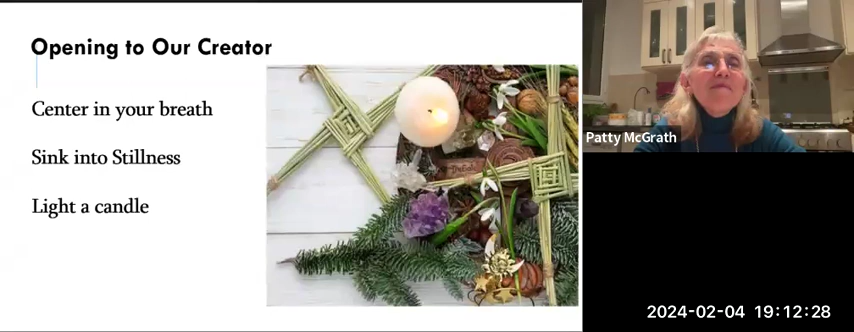 Opening to Our Creator
Center in your breath
Sink into Stillness
Light a candle
Patty McGrath
2024-02-04 19:12:28